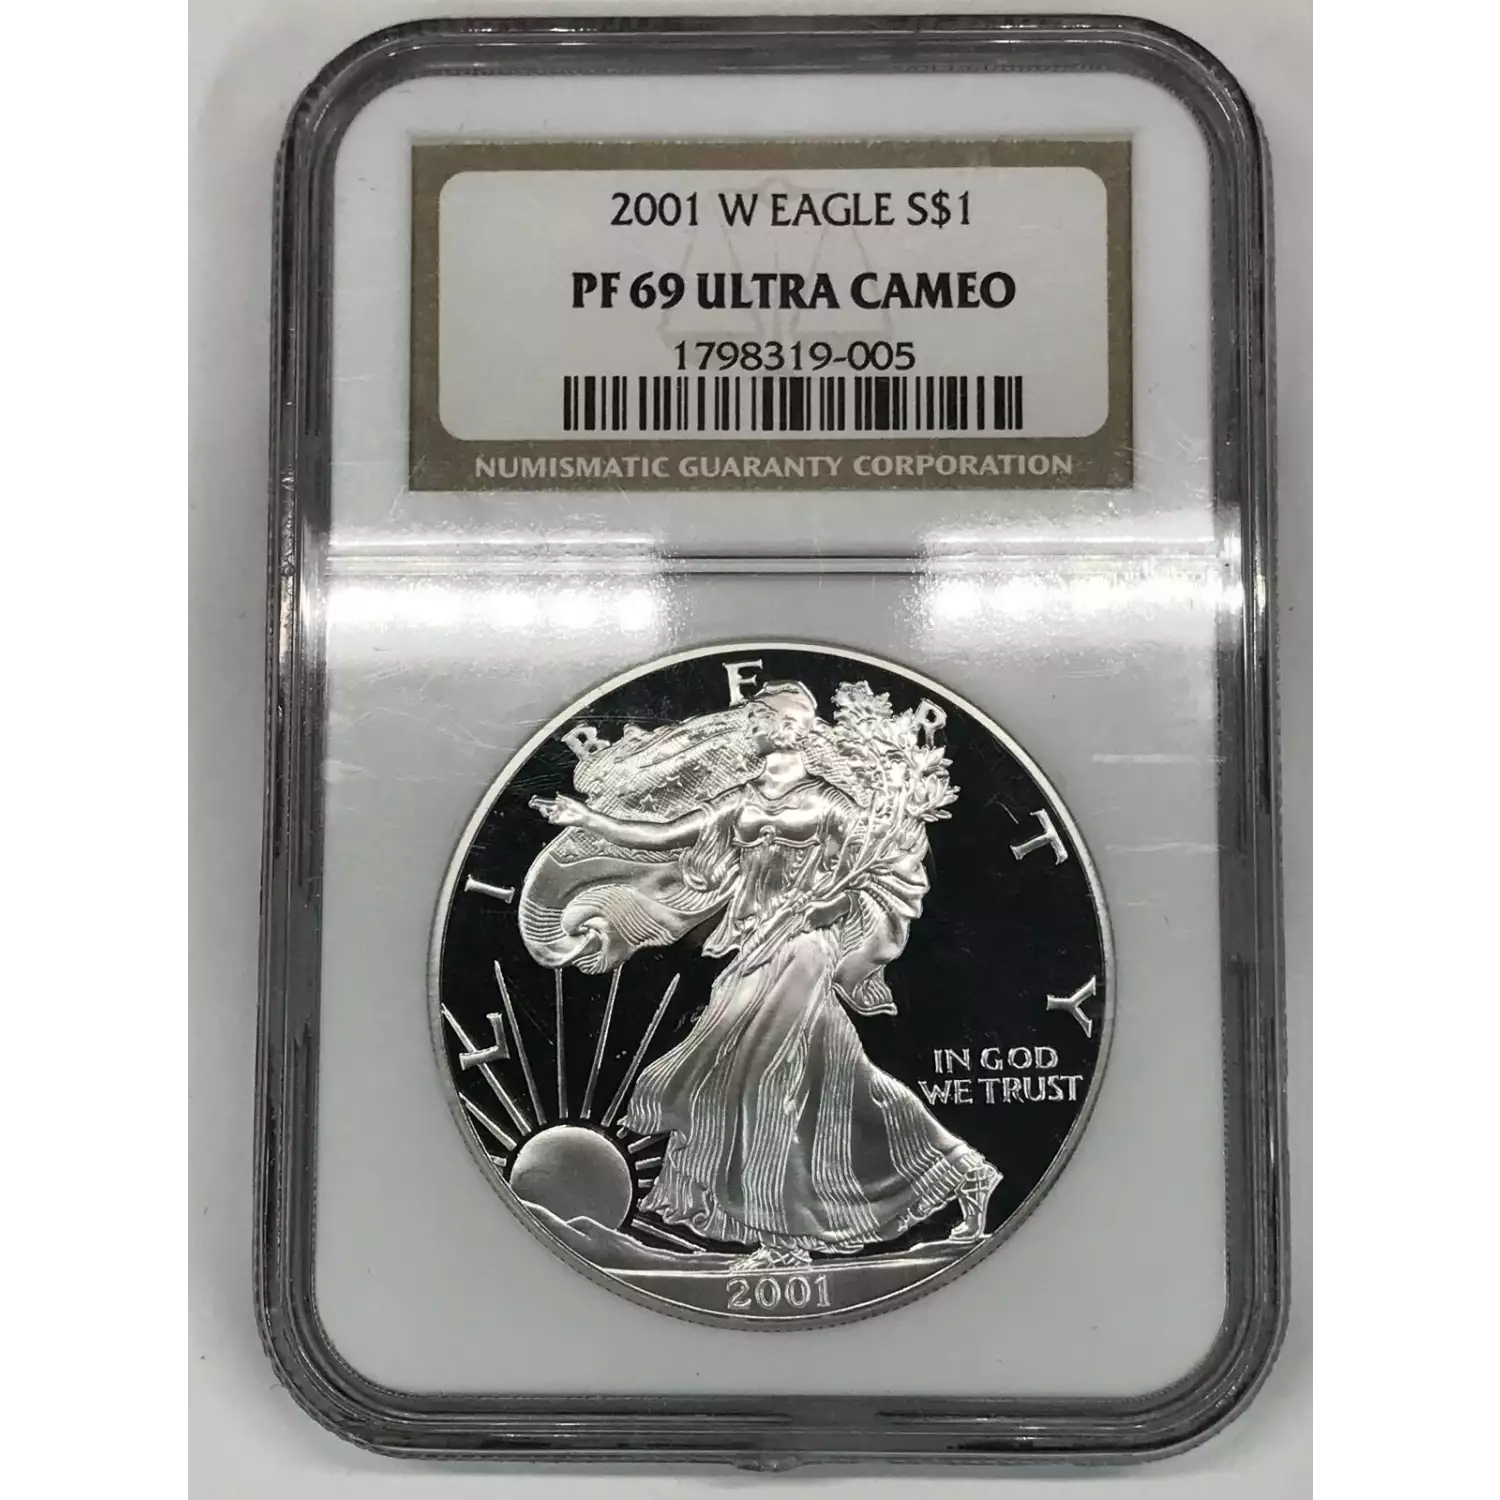 2001 W EAGLE S$1
PF 69 ULTRA CAMEO
1798319-005
NUMISMATIC GUARANTY CORPORATION
LIBERTY
IN GOD
WE TRUST
2001